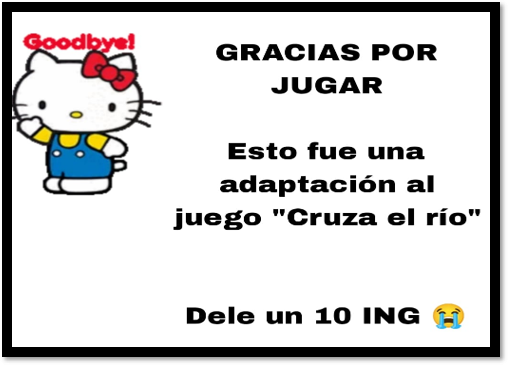 Goodbye!
GRACIAS POR
JUGAR
Esto fue una
adaptación al
juego "Cruza el río"
Dele un 10 ING 😭